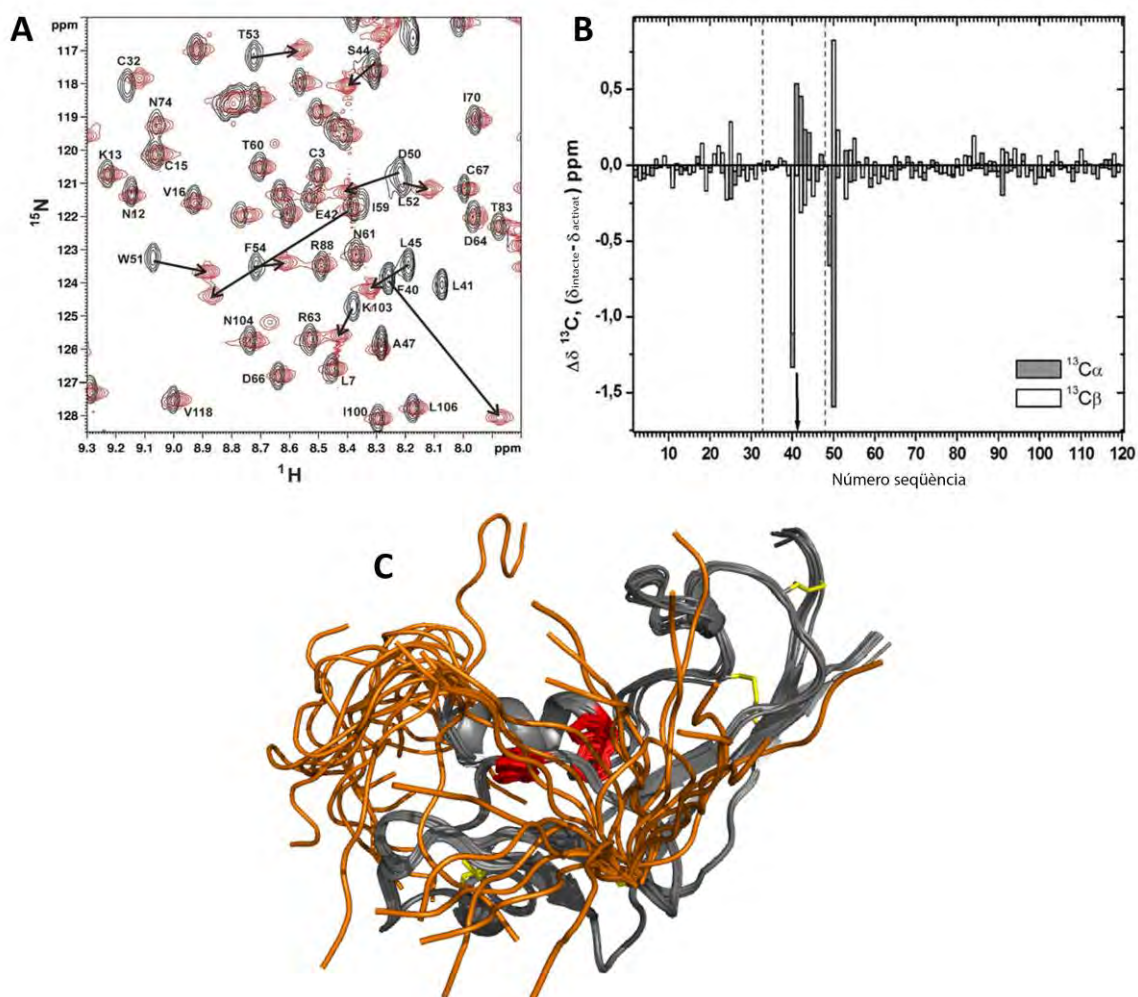 A
ppm
117
118
119
120
121
122
123
124
125
126
127
128
15N
T53
S44
C32
N74
I70
K13
C15
T60
C3
D50
C67
V16
N12
E42
I59
L52
T83
N61
D64
W51
F54
R88
L45
F40
L41
K103
N104
R63
A47
D66
L7
V118
I100
L106
9.3 9.2 9.1 8.9 8.8 8.7 8.6 8.5 8.4 8.3 8.2 8.1 8.0 ppm
1H
B
0,5
0,0
-0,5
-1,0
-1,5
Δδ 13C, (δintacte- δactivat) ppm
13Cα
13Cβ
10 20 30 40 50 60 70 80 90 100 110 120
Número seqüència
C